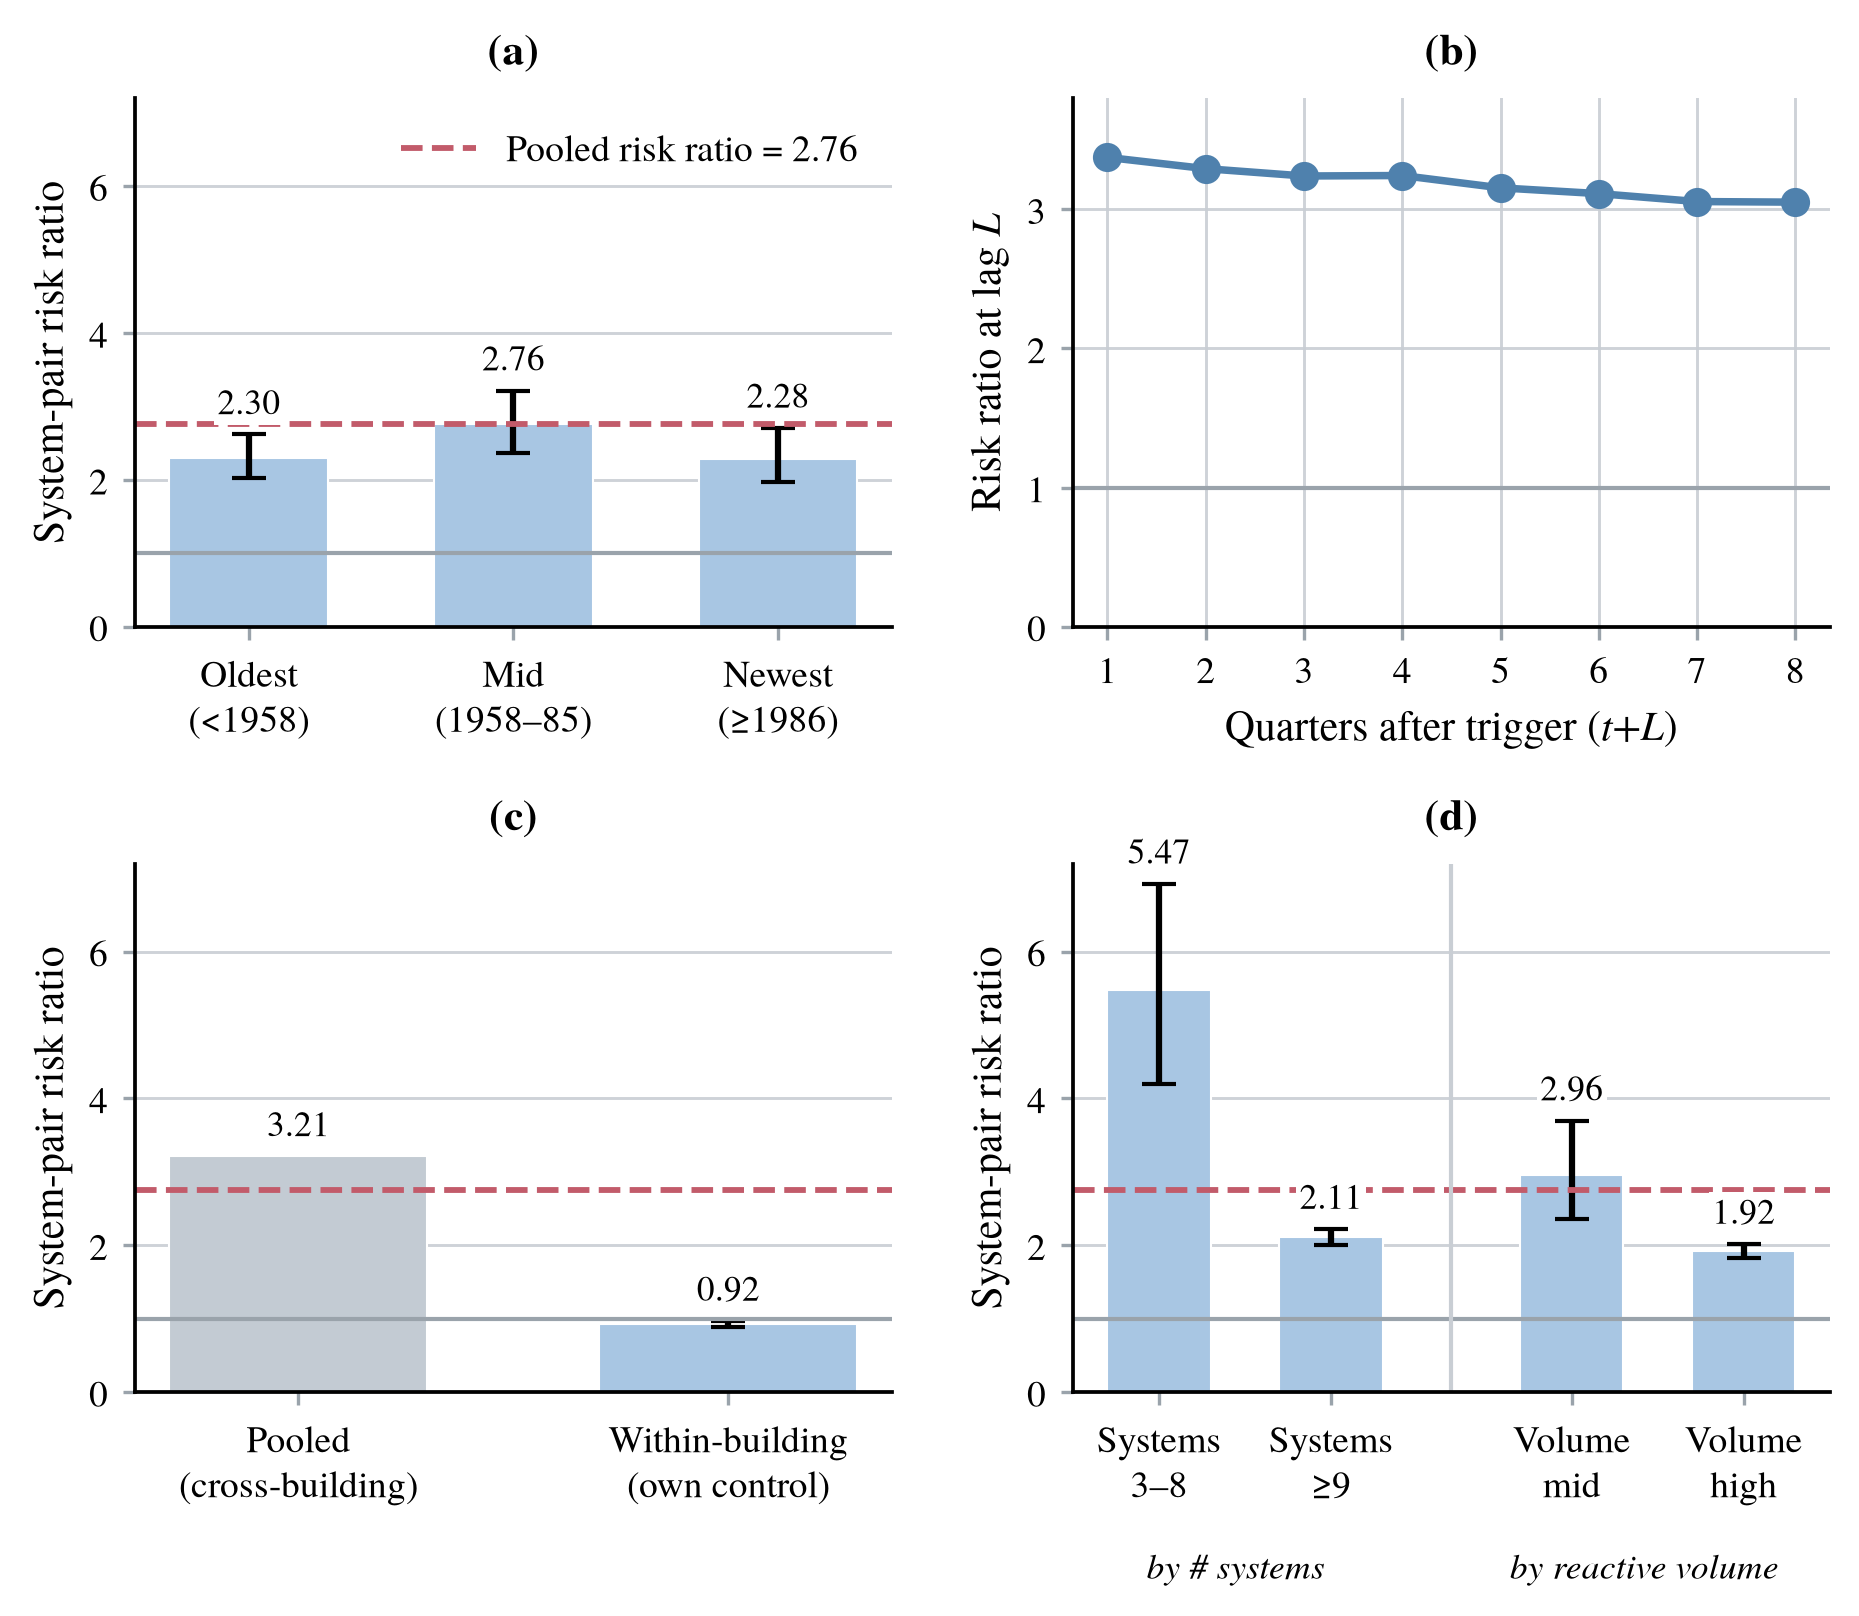 (a)
Pooled risk ratio = 2.76
System-pair risk ratio
6
4
2
0
2.30
2.76
2.28
Oldest
(<1958)
Mid
(1958–85)
Newest
(≥1986)
(b)
Risk ratio at lag L
3
2
1
0
1 2 3 4 5 6 7 8
Quarters after trigger (t+L)
(c)
System-pair risk ratio
6
4
2
0
3.21
0.92
Pooled
(cross-building)
Within-building
(own control)
(d)
System-pair risk ratio
6
4
2
0
5.47
2.11
2.96
1.92
Systems
3–8
Systems
≥9
Volume
mid
Volume
high
by # systems
by reactive volume